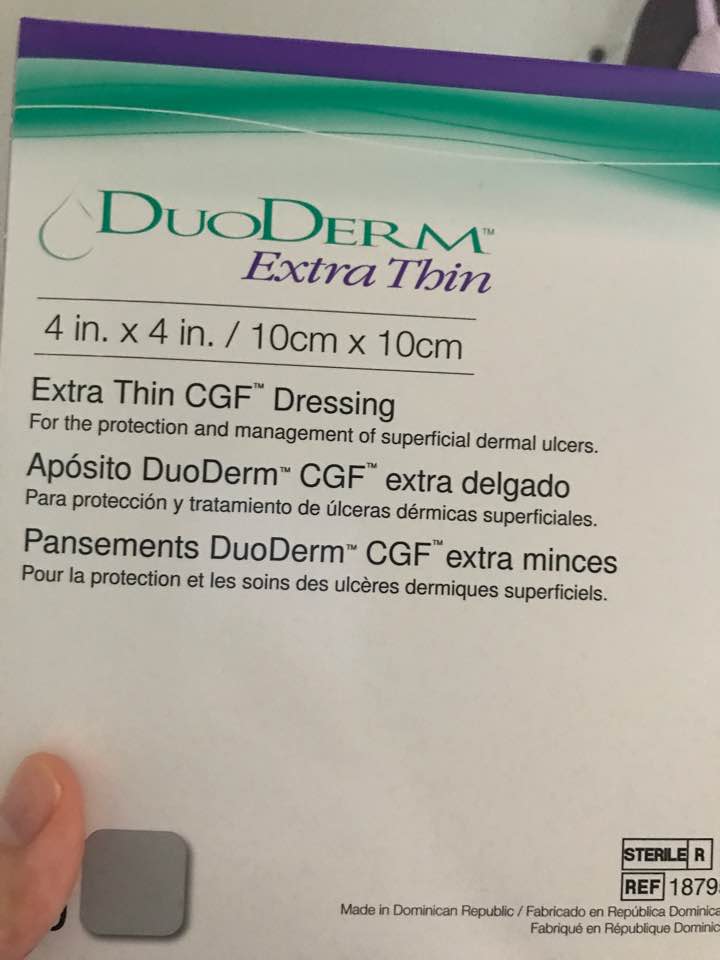 DUODERM™
Extra Thin
4 in. x 4 in. / 10cm x 10cm
Extra Thin CGF™ Dressing
For the protection and management of superficial dermal ulcers.
Apósito DuoDerm™ CGF™ extra delgado
Para protección y tratamiento de úlceras dérmicas superficiales.
Pansements DuoDerm™ CGF™ extra minces
Pour la protection et les soins des ulcères dermiques superficiels.
STERILE R
REF 1879
Made in Dominican Republic / Fabricado en República Dominica
Fabriqué en République Dominic